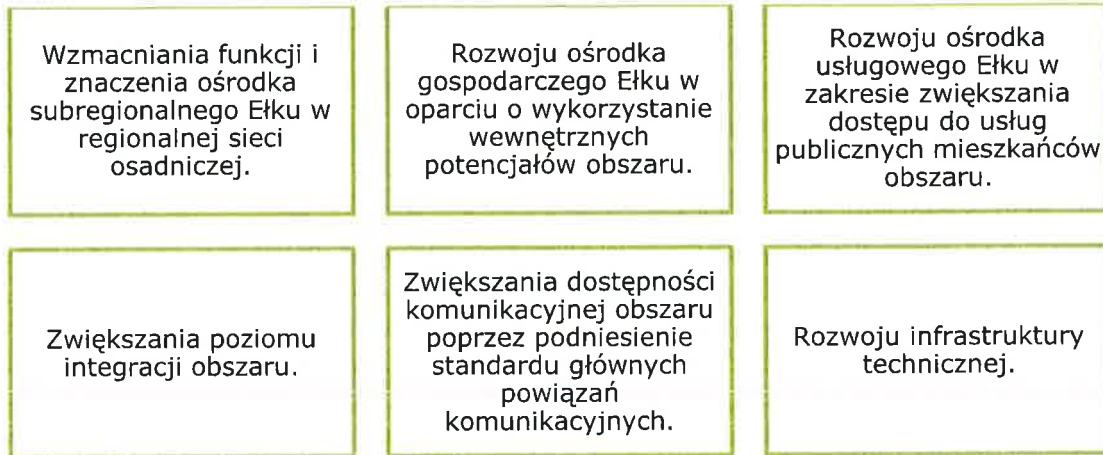 Wzmacniania funkcji i
znaczenia ośrodka
subregionalnego Ełku w
regionalnej sieci
osadniczej.
Rozwoju ośrodka
gospodarczego Ełku w
oparciu o wykorzystanie
wewnętrznych
potencjałów obszaru.
Rozwoju ośrodka
usługowego Ełku w
zakresie zwiększania
dostępu do usług
publicznych mieszkańców
obszaru.
Zwiększania poziomu
integracji obszaru.
Zwiększania dostępności
komunikacyjnej obszaru
poprzez podniesienie
standardu głównych
powiązań
komunikacyjnych.
Rozwoju infrastruktury
technicznej.